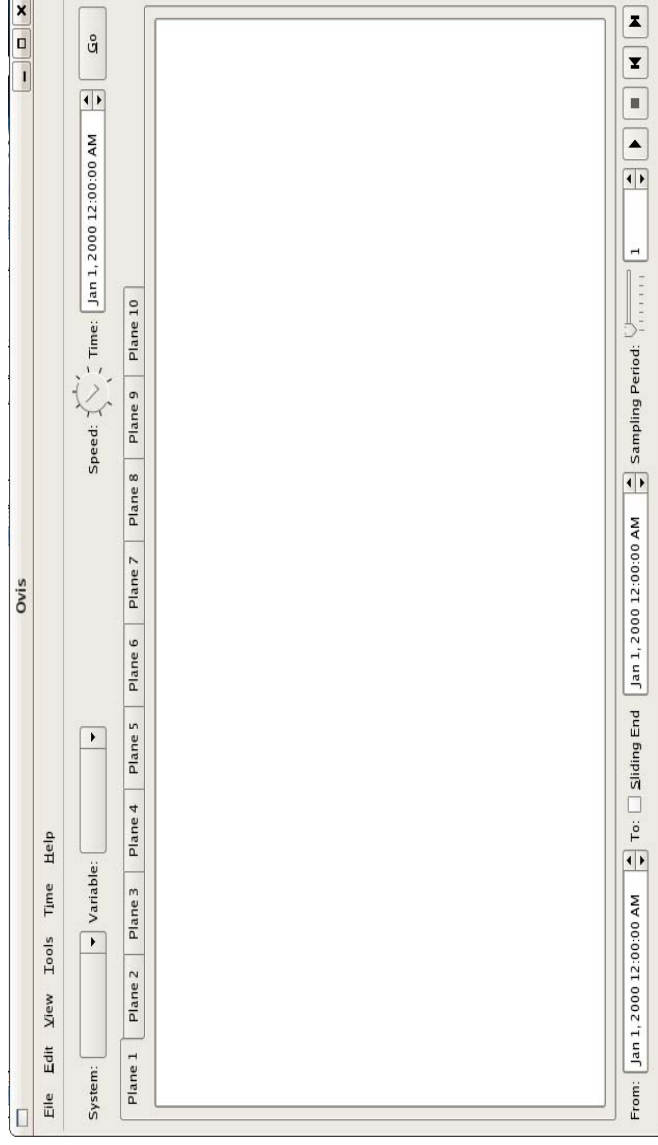 Ovis
File Edit View Tools Time Help
System: Variable: Speed: Time: Jan 1, 2000 12:00:00 AM Go
Plane 1 Plane 2 Plane 3 Plane 4 Plane 5 Plane 6 Plane 7 Plane 8 Plane 9 Plane 10
From: Jan 1, 2000 12:00:00 AM To: Sliding End Jan 1, 2000 12:00:00 AM Sampling Period: 1